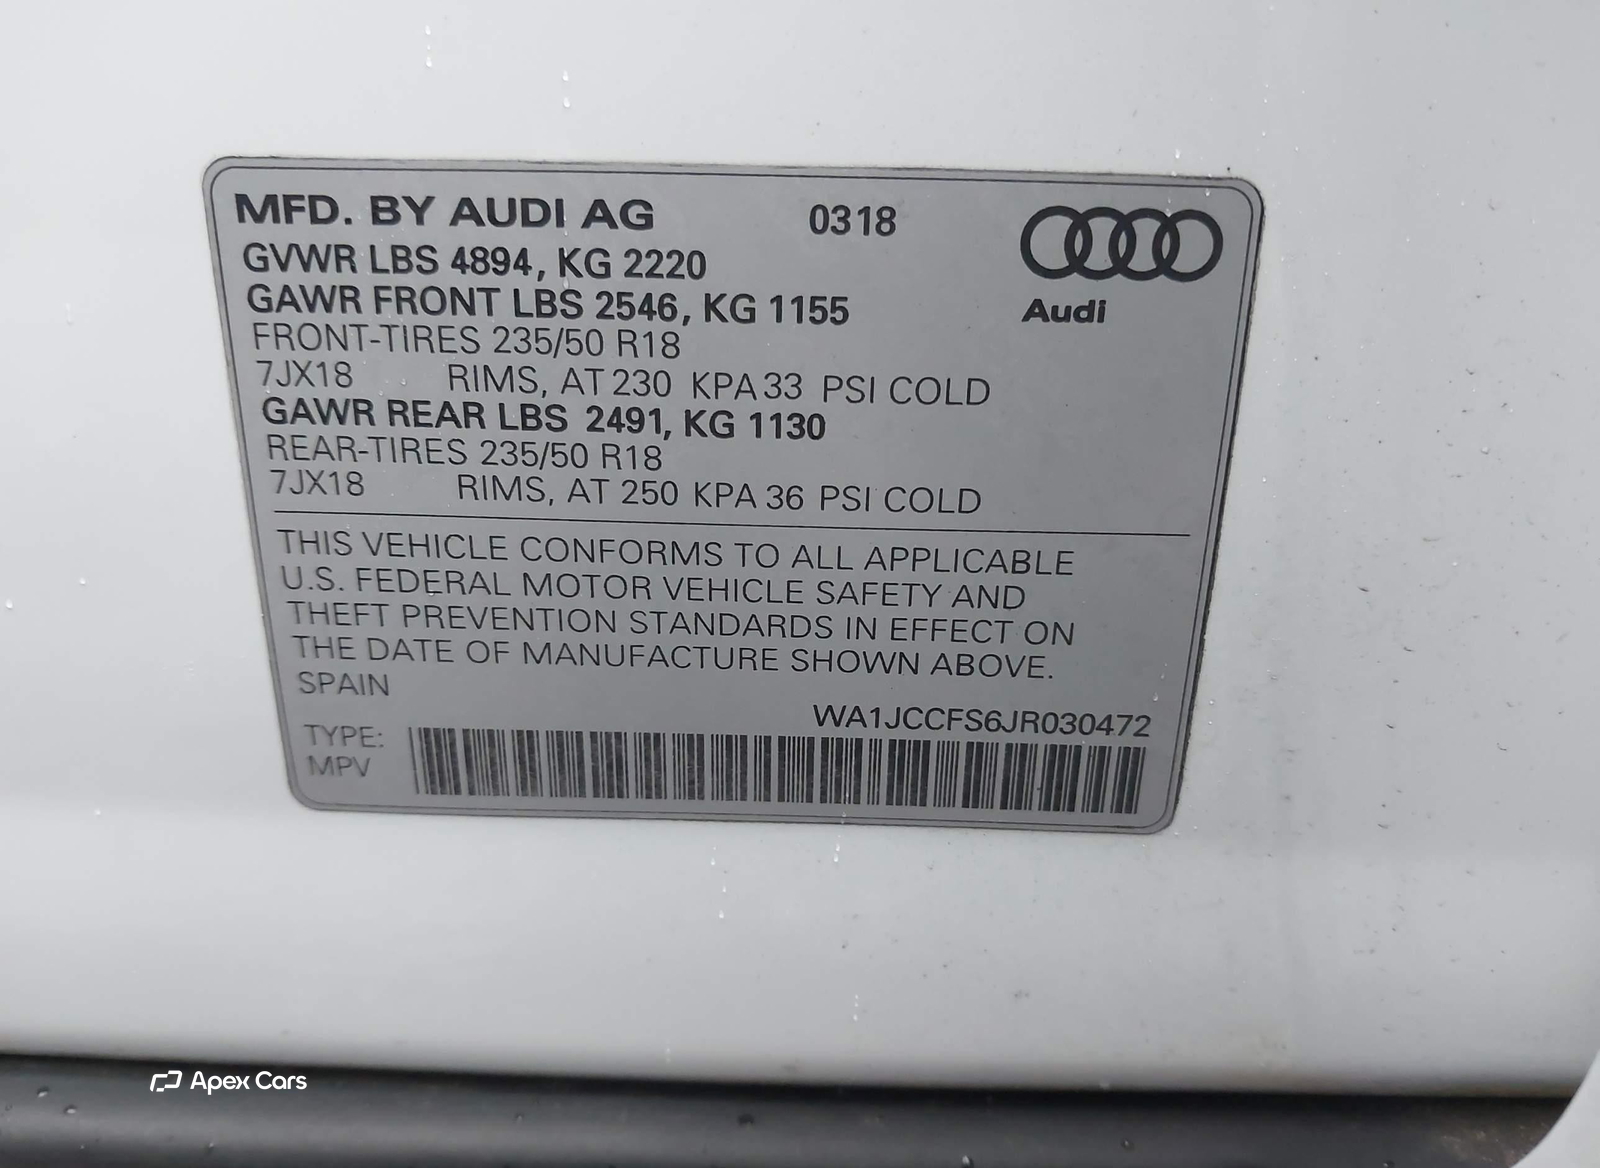 MFD. BY AUDI AG 0318
GVWR LBS 4894, KG 2220
GAWR FRONT LBS 2546, KG 1155
Audi
FRONT-TIRES 235/50 R18
7JX18 RIMS, AT 230 KPA 33 PSI COLD
GAWR REAR LBS 2491, KG 1130
REAR-TIRES 235/50 R18
7JX18 RIMS, AT 250 KPA 36 PSI COLD
THIS VEHICLE CONFORMS TO ALL APPLICABLE
U.S. FEDERAL MOTOR VEHICLE SAFETY AND
THEFT PREVENTION STANDARDS IN EFFECT ON
THE DATE OF MANUFACTURE SHOWN ABOVE.
SPAIN
WA1JCCFS6JR030472
TYPE:
MPV
Apex Cars